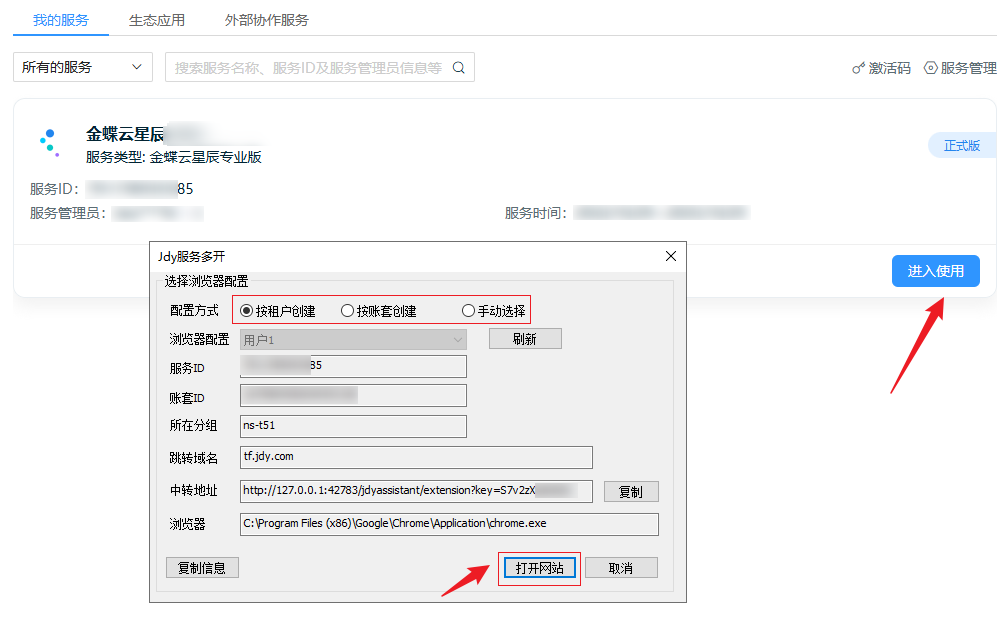 我的服务 生态应用 外部协作服务
所有的服务 搜索服务名称、服务ID及服务管理员信息等 激活码 服务管理
金蝶云星辰
服务类型: 金蝶云星辰专业版
正式版
服务ID: 85
服务管理员: 服务时间:
进入使用
Jdy服务多开
选择浏览器配置
配置方式 按租户创建 按账套创建 手动选择
浏览器配置 用户1 刷新
服务ID 85
账套ID
所在分组 ns-t51
跳转域名 tf.jdy.com
中转地址 http://127.0.0.1:42783/jdyassistant/extension?key=S7v2zX 复制
浏览器 C:\Program Files (x86)\Google\Chrome\Application\chrome.exe
复制信息 打开网站 取消